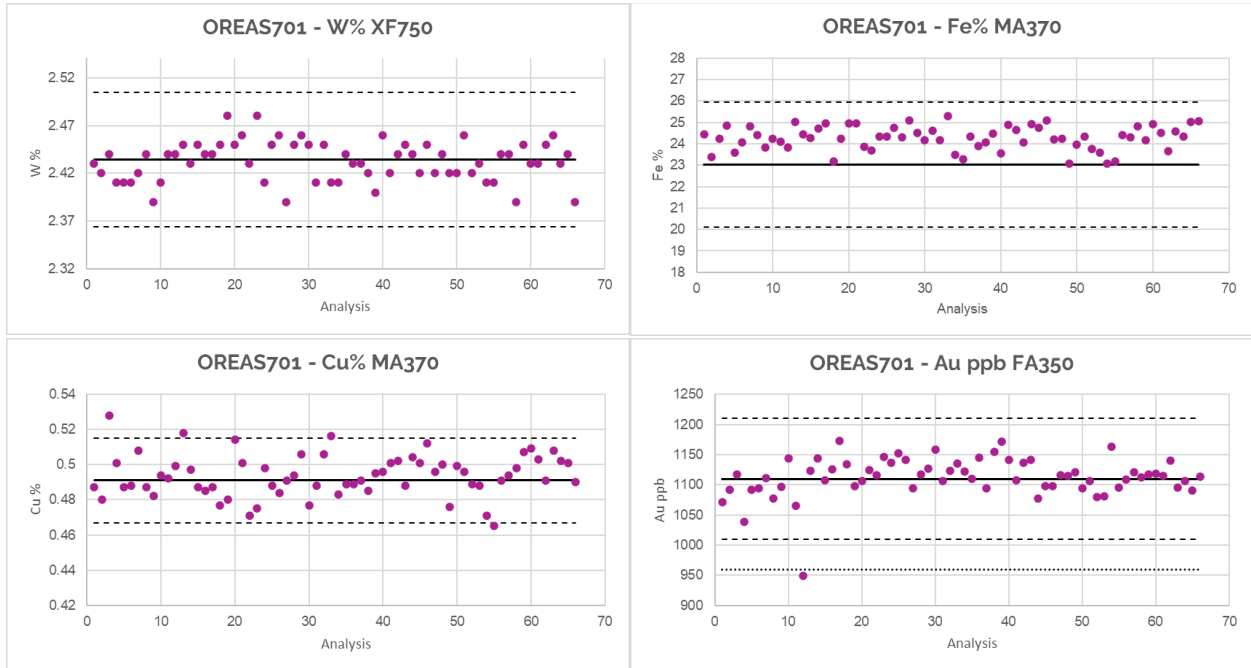 OREAS701 - W% XF750
2.52
2.47
2.42
2.37
2.32
W %
0 10 20 30 40 50 60 70
Analysis
OREAS701 - Fe% MA370
28
27
26
25
24
23
22
21
20
19
18
Fe %
0 10 20 30 40 50 60 70
Analysis
OREAS701 - Cu% MA370
0.54
0.52
0.5
0.48
0.46
0.44
0.42
Cu %
0 10 20 30 40 50 60 70
Analysis
OREAS701 - Au ppb FA350
1250
1200
1150
1100
1050
1000
950
900
Au ppb
0 10 20 30 40 50 60 70
Analysis